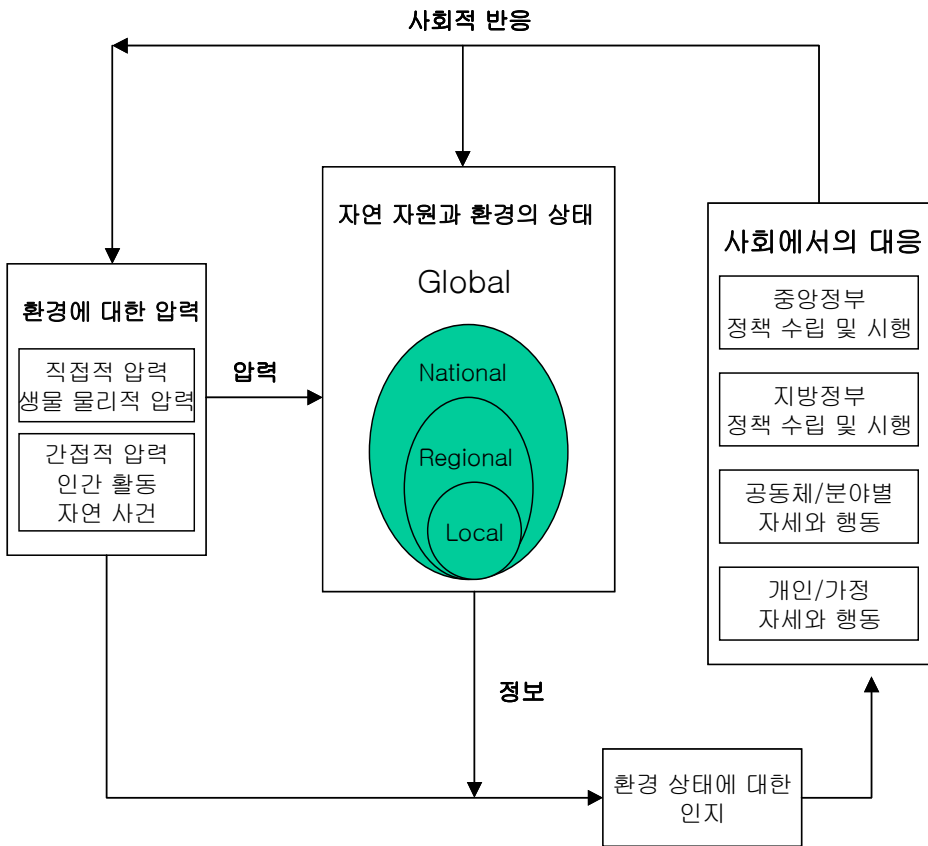 사회적 반응
자연 자원과 환경의 상태
Global
National
Regional
Local
환경에 대한 압력
직접적 압력
생물 물리적 압력
간접적 압력
인간 활동
자연 사건
압력
사회에서의 대응
중앙정부
정책 수립 및 시행
지방정부
정책 수립 및 시행
공동체/분야별
자세와 행동
개인/가정
자세와 행동
정보
환경 상태에 대한
인지